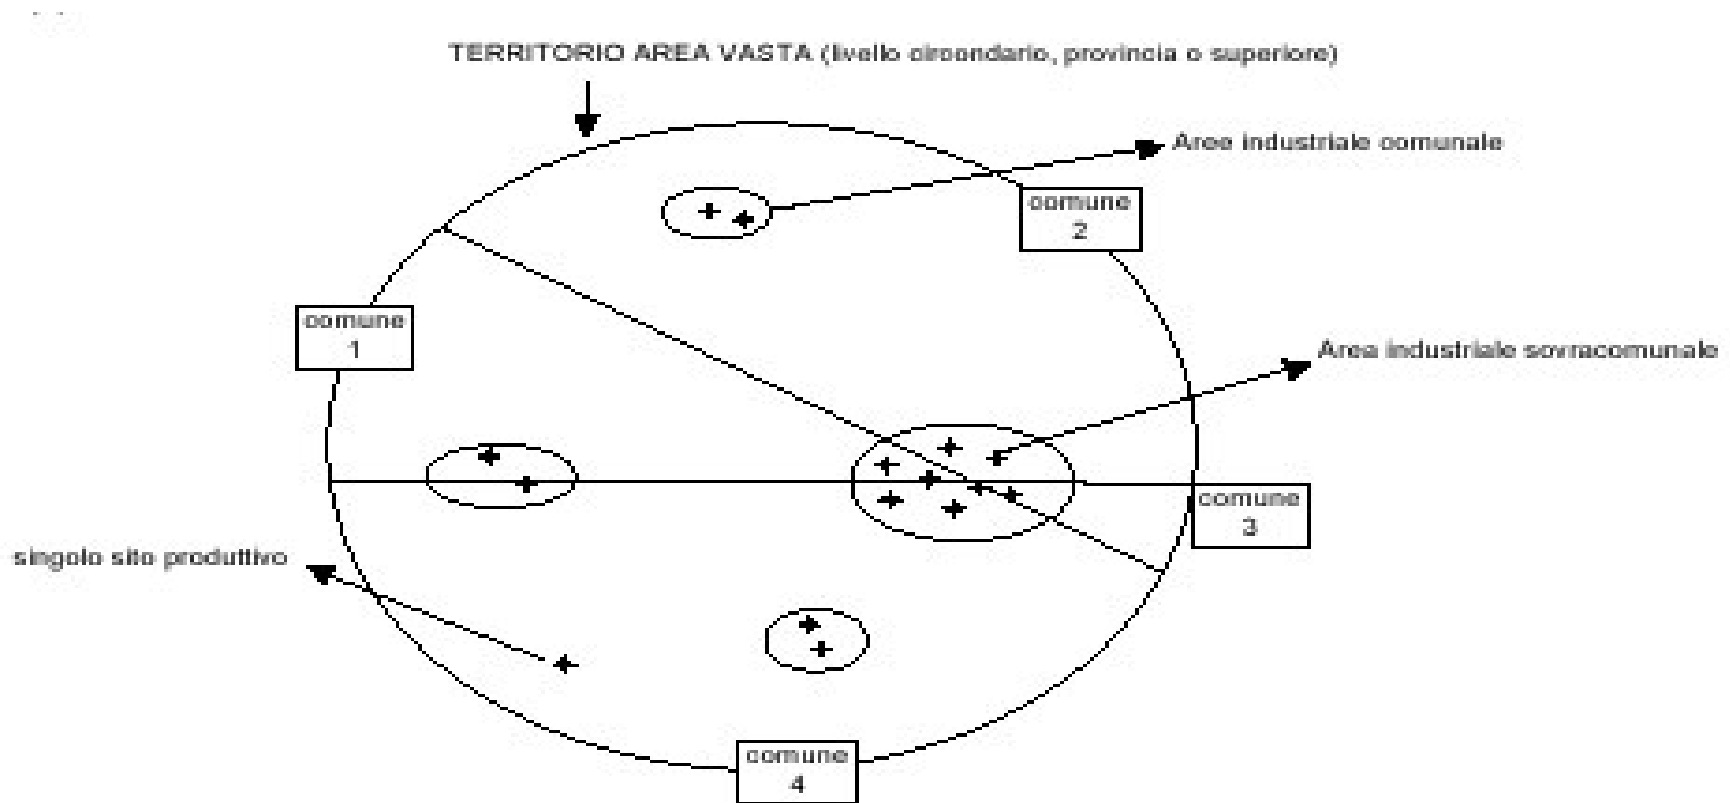 TERRITORIO AREA VASTA (livello circondario, provincia o superiore)
Aree industriale comunale
comune
2
comune
1
Area industriale sovracomunale
comune
3
singolo sito produttivo
comune
4